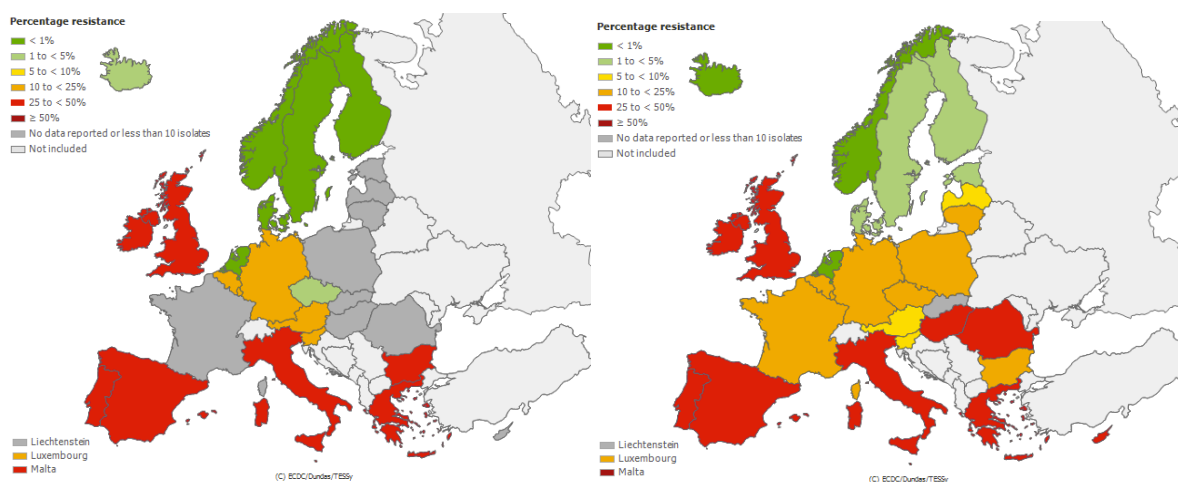 Percentage resistance
< 1%
1 to < 5%
5 to < 10%
10 to < 25%
25 to < 50%
≥ 50%
No data reported or less than 10 isolates
Not included
Liechtenstein
Luxembourg
Malta
(C) ECDC/Dundas/TESSy
Percentage resistance
< 1%
1 to < 5%
5 to < 10%
10 to < 25%
25 to < 50%
≥ 50%
No data reported or less than 10 isolates
Not included
Liechtenstein
Luxembourg
Malta
(C) ECDC/Dundas/TESSy